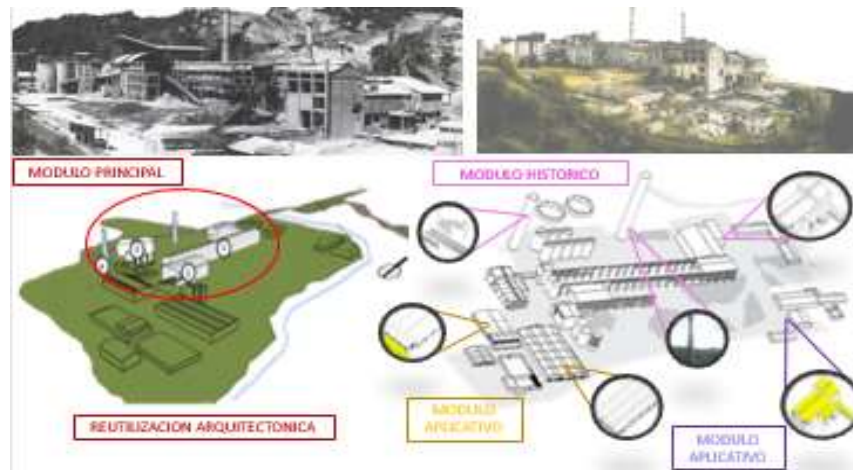 MODULO PRINCIPAL
MODULO HISTORICO
REUTILIZACION ARQUITECTONICA
MODULO
APLICATIVO
MODULO
APLICATIVO